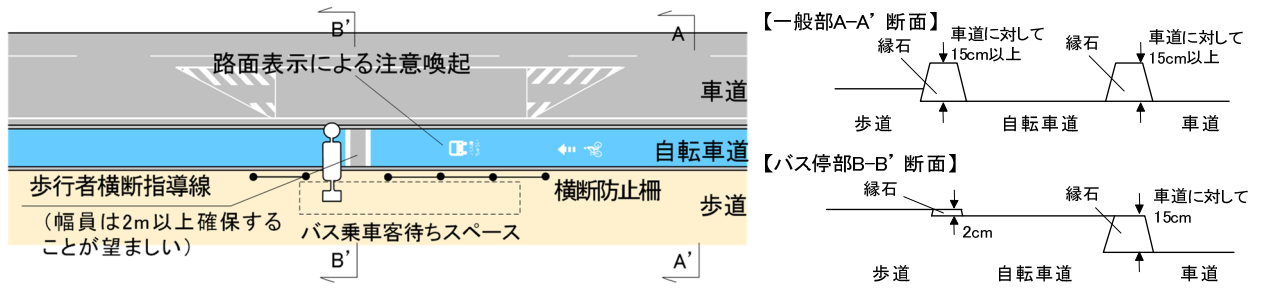 B’
A
路面表示による注意喚起
車道
自転車道
歩行者横断指導線
（幅員は2m以上確保する
ことが望ましい）
横断防止柵
歩道
バス乗車客待ちスペース
B’
A’
【一般部A-A’断面】
縁石
車道に対して
15cm以上
縁石
車道に対して
15cm以上
歩道
自転車道
車道
【バス停部B-B’断面】
縁石
2cm
縁石
車道に対して
15cm
歩道
自転車道
車道